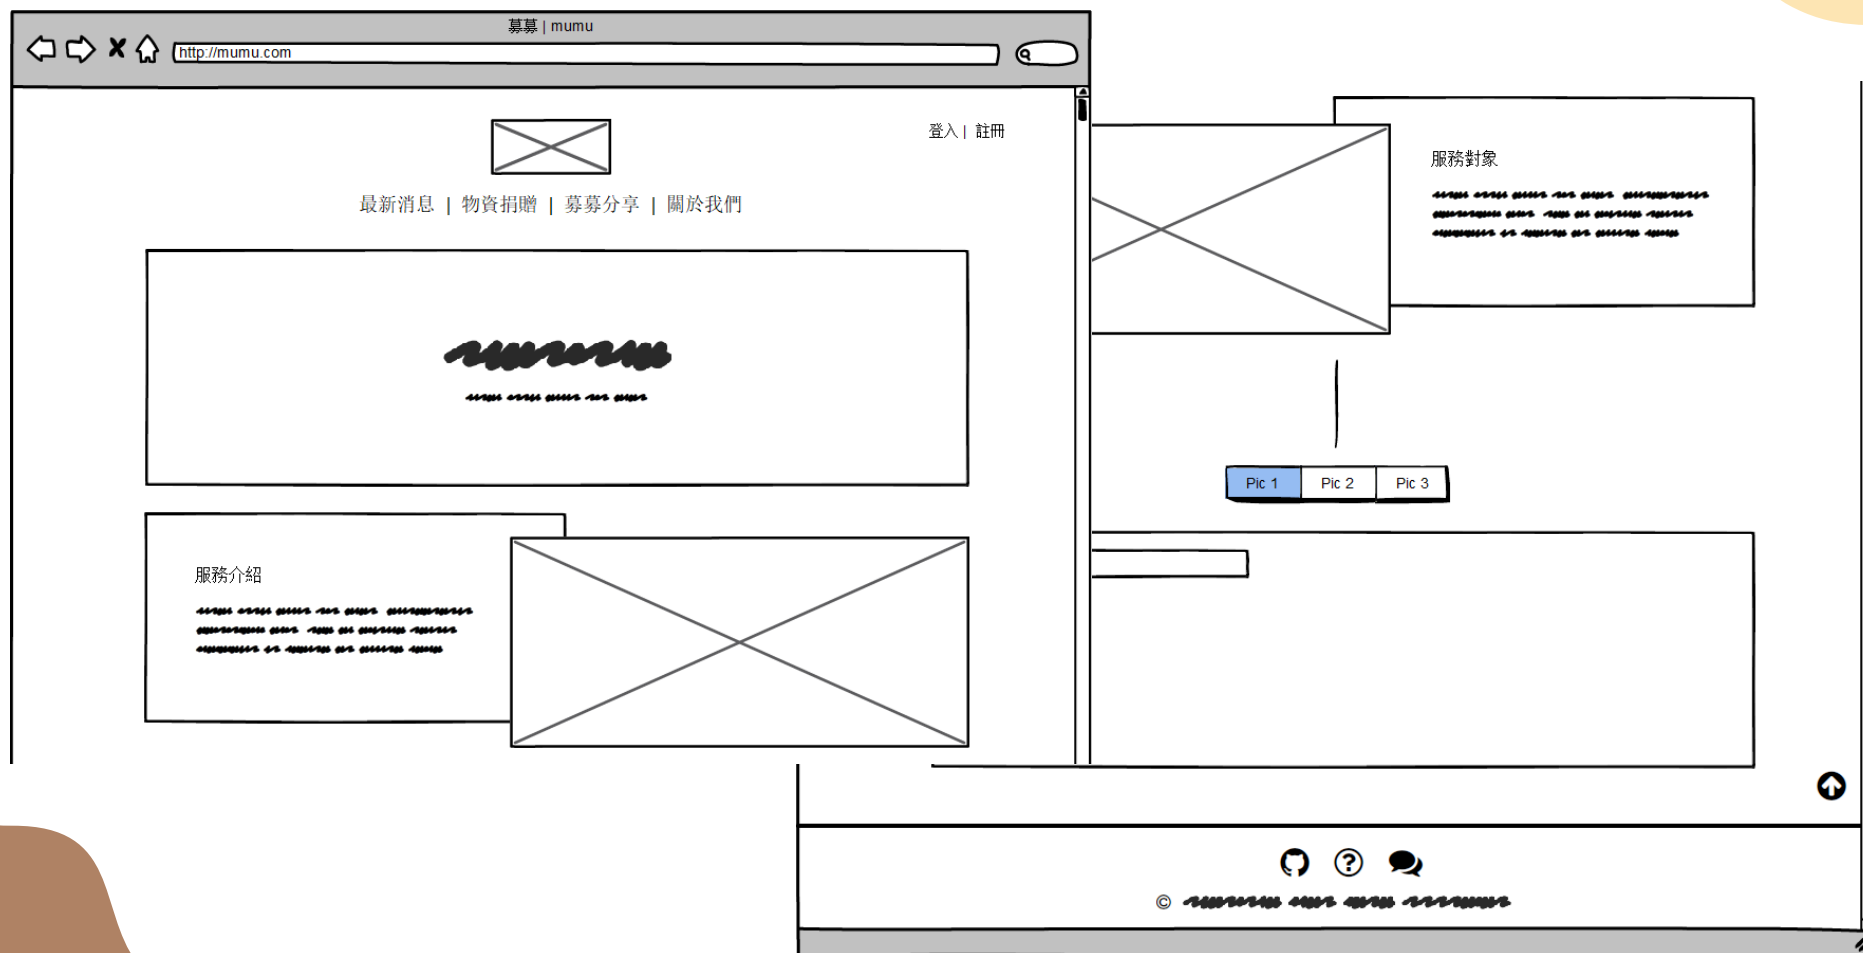 募募 | mumu
http://mumu.com
登入 | 註冊
最新消息 | 物資捐贈 | 募募分享 | 關於我們
服務介紹
服務對象
Pic 1 Pic 2 Pic 3
©